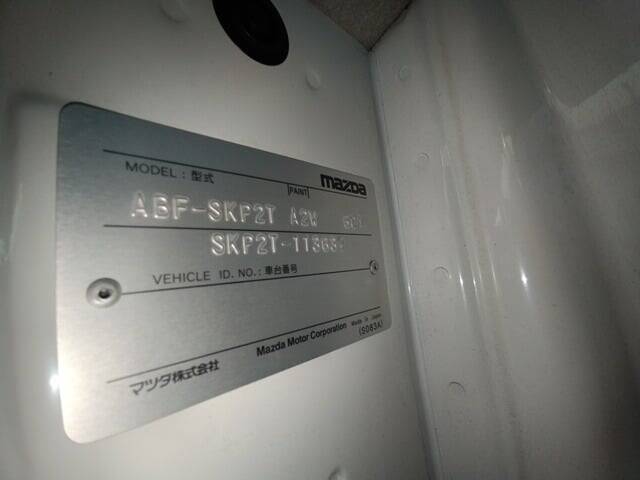 mazda
MODEL : 型式
PAINT
ABF-SKP2T A2W
VEHICLE ID. NO. : 車台番号
Made in Japan
Mazda Motor Corporation (S083A)
マツダ株式会社